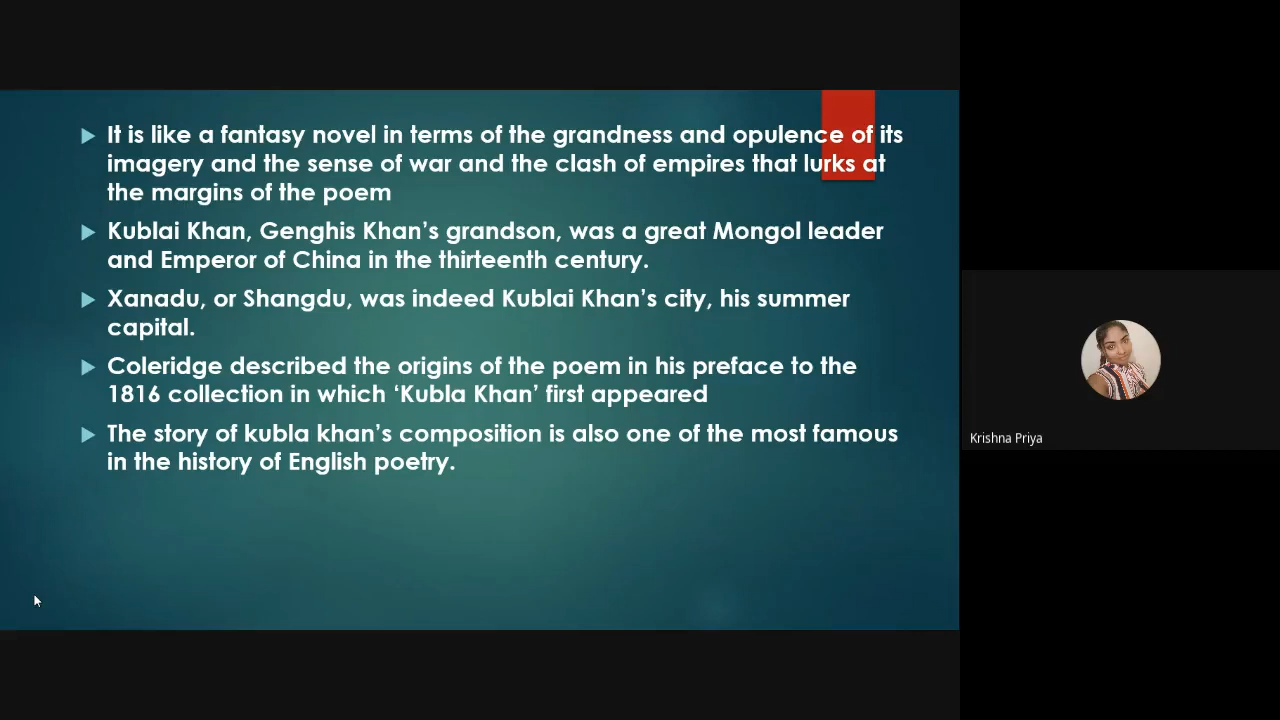 It is like a fantasy novel in terms of the grandness and opulence of its
imagery and the sense of war and the clash of empires that lurks at
the margins of the poem
Kublai Khan, Genghis Khan’s grandson, was a great Mongol leader
and Emperor of China in the thirteenth century.
Xanadu, or Shangdu, was indeed Kublai Khan’s city, his summer
capital.
Coleridge described the origins of the poem in his preface to the
1816 collection in which ‘Kubla Khan’ first appeared
The story of kubla khan’s composition is also one of the most famous
in the history of English poetry.
Krishna Priya